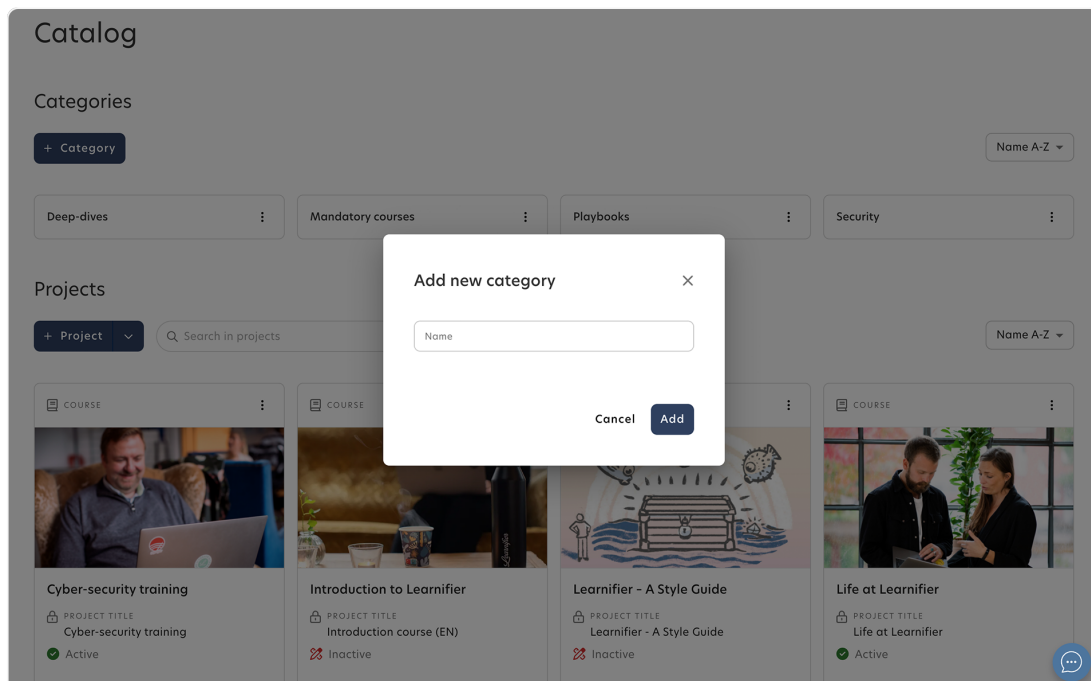 Catalog
Categories
+ Category
Name A-Z
Deep-dives
Mandatory courses
Playbooks
Security
Add new category
Name
Cancel
Add
Projects
+ Project
Search in projects
Name A-Z
COURSE
COURSE
COURSE
Cyber-security training
PROJECT TITLE
Cyber-security training
Active
Introduction to Learnifier
PROJECT TITLE
Introduction course (EN)
Inactive
Learnifier - A Style Guide
PROJECT TITLE
Learnifier - A Style Guide
Inactive
Life at Learnifier
PROJECT TITLE
Life at Learnifier
Active